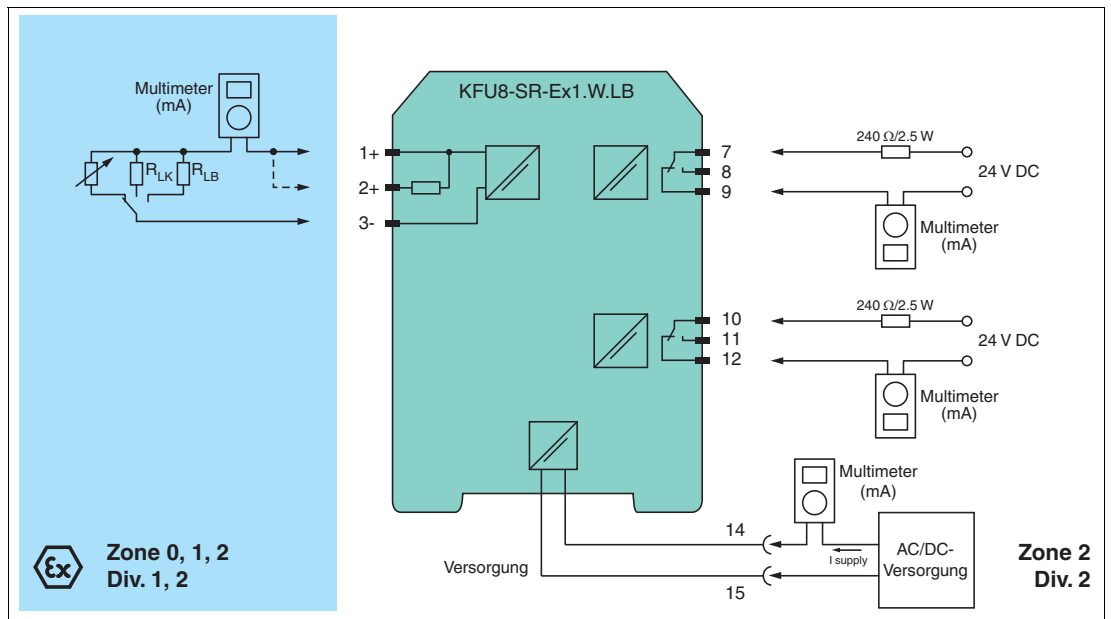 KFU8-SR-Ex1.W.LB
Multimeter
(mA)
R_LK
R_LB
1+
2+
3-
7
8
9
240 Ω/2.5 W
24 V DC
Multimeter
(mA)
10
11
12
240 Ω/2.5 W
24 V DC
Multimeter
(mA)
Multimeter
(mA)
14
15
I supply
AC/DC-
Versorgung
Versorgung
Ex
Zone 0, 1, 2
Div. 1, 2
Zone 2
Div. 2